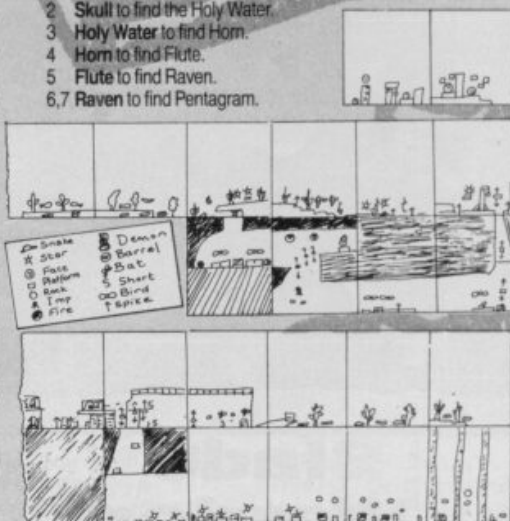 2 Skull to find the Holy Water.
3 Holy Water to find Horn.
4 Horn to find Flute.
5 Flute to find Raven.
6,7 Raven to find Pentagram.
Snake
Star
Face
Platform
Rock
Imp
Fire
Demon
Barrel
Bat
S Short
Bird
Spike